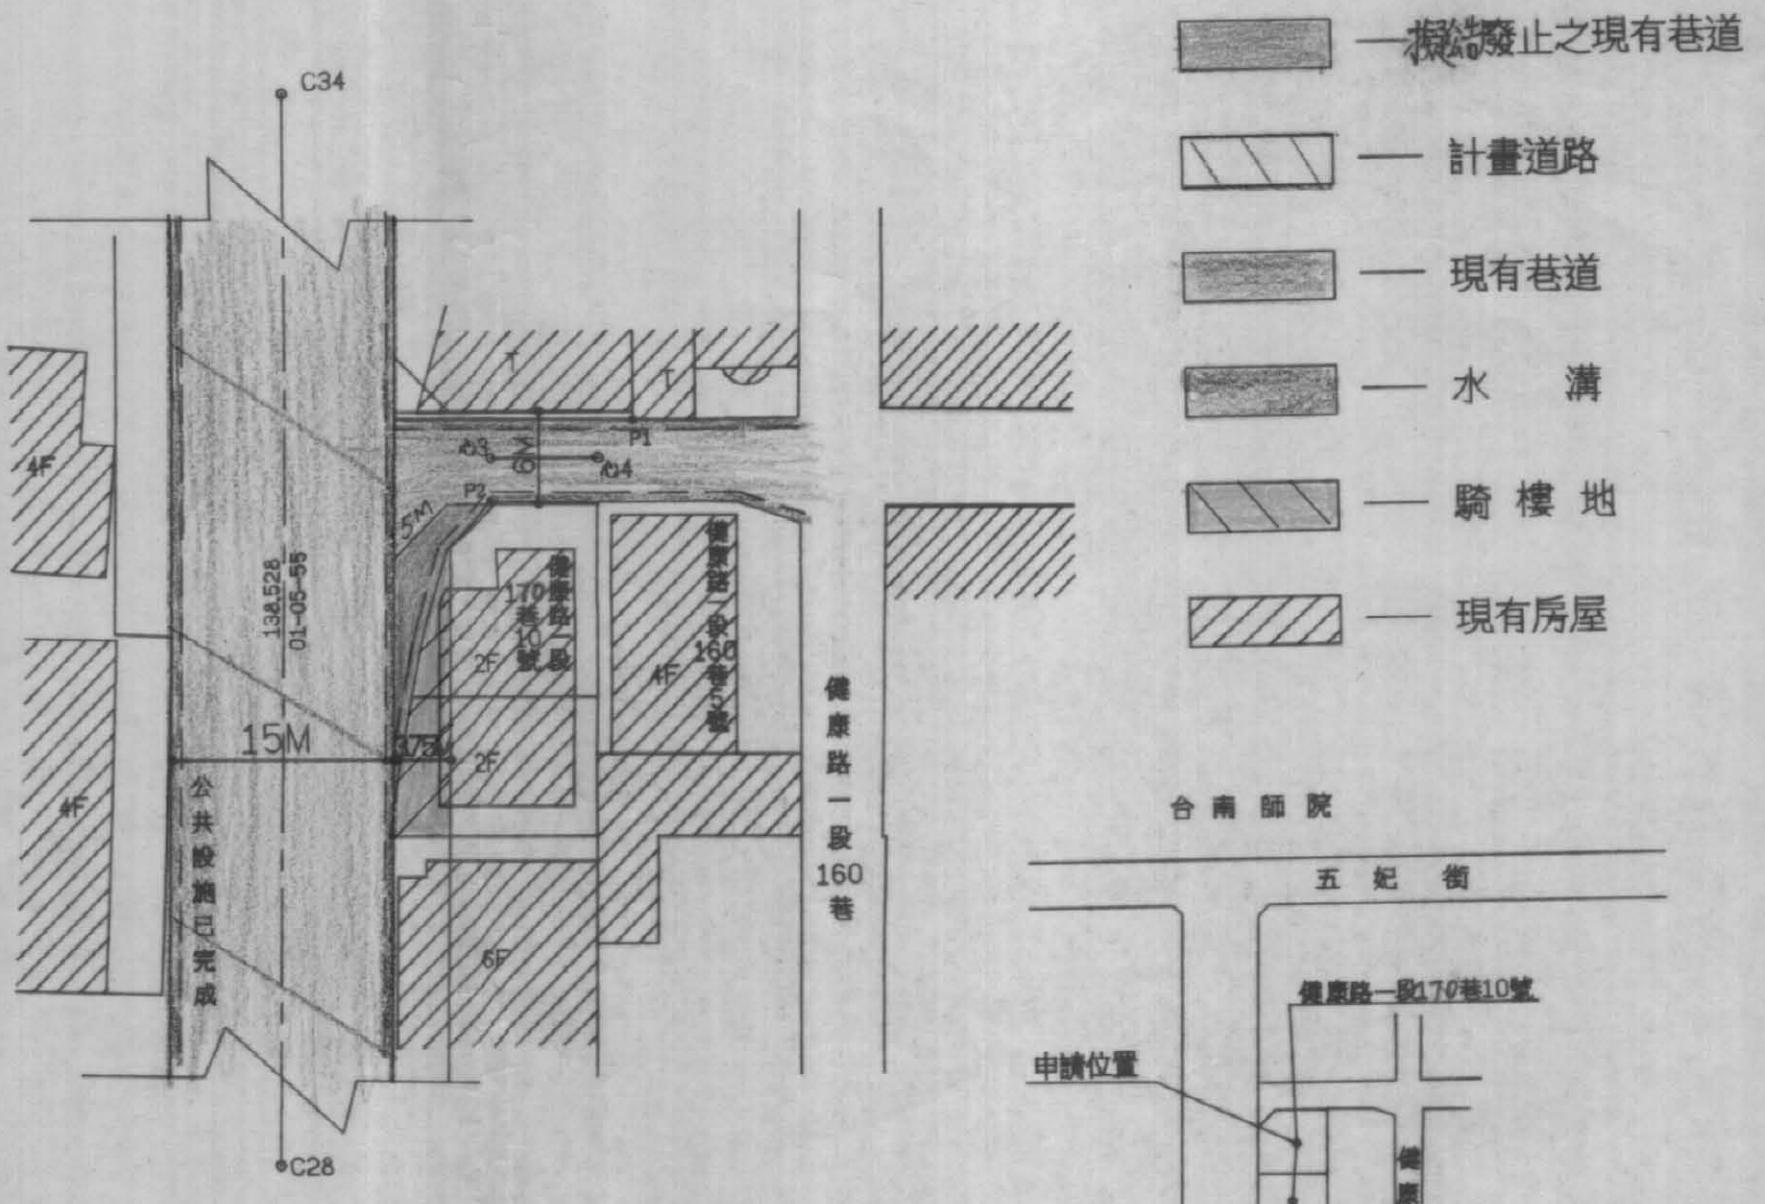 擬廢止之現有巷道
計畫道路
現有巷道
水溝
騎樓地
現有房屋
C34
T
T
P1
心3
6M
心4
P2
5M
4F
138.528
01-05-55
健康路一段
170巷10號
健康路一段160巷5號
2F
4F
15M
3.75M
2F
4F
公共設施已完成
健康路一段160巷
6F
C28
台南師院
五妃街
健康路一段170巷10號
申請位置
健康